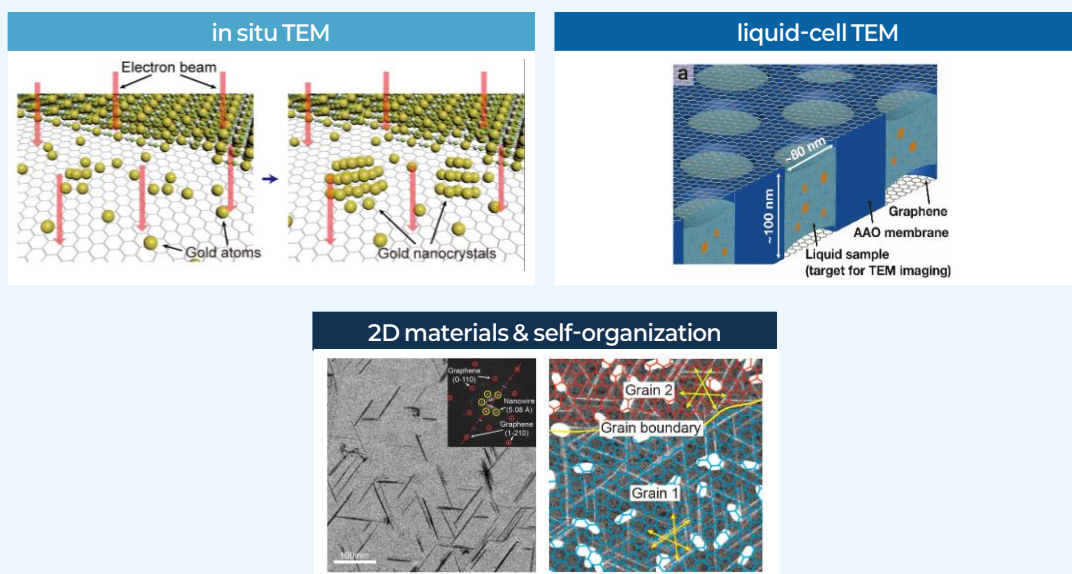 in situ TEM
Electron beam
Gold atoms
Gold nanocrystals
liquid-cell TEM
a
~80 nm
~100 nm
Graphene
AAO membrane
Liquid sample
(target for TEM imaging)
2D materials & self-organization
Graphene
(0-110)
Nanowire
(5.08 Å)
Graphene
(1-210)
100 nm
Grain 2
Grain boundary
Grain 1